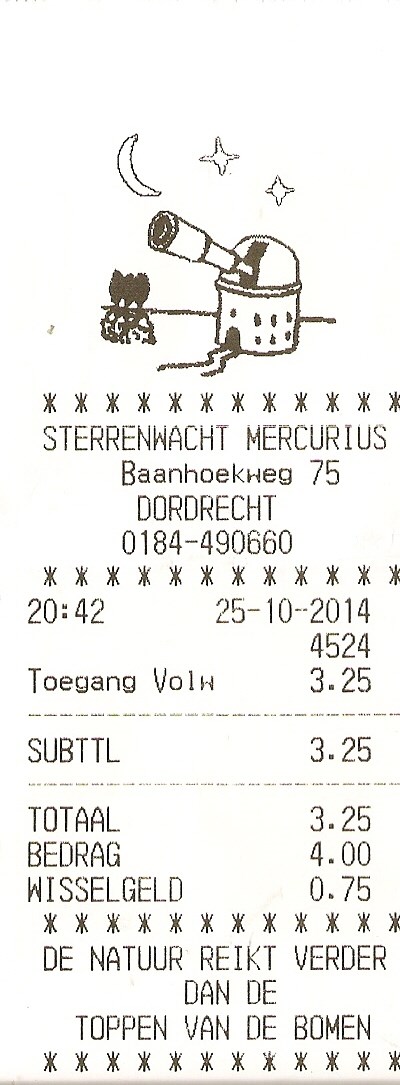 * * * * * * * * * * * *
STERRENWACHT MERCURIUS
Baanhoekweg 75
DORDRECHT
0184-490660
* * * * * * * * * * * *
20:42 25-10-2014
4524
Toegang Volw 3.25
SUBTTL 3.25
TOTAAL 3.25
BEDRAG 4.00
WISSELGELD 0.75
* * * * * * * * * * * *
DE NATUUR REIKT VERDER
DAN DE
TOPPEN VAN DE BOMEN
* * * * * * * * * * * *